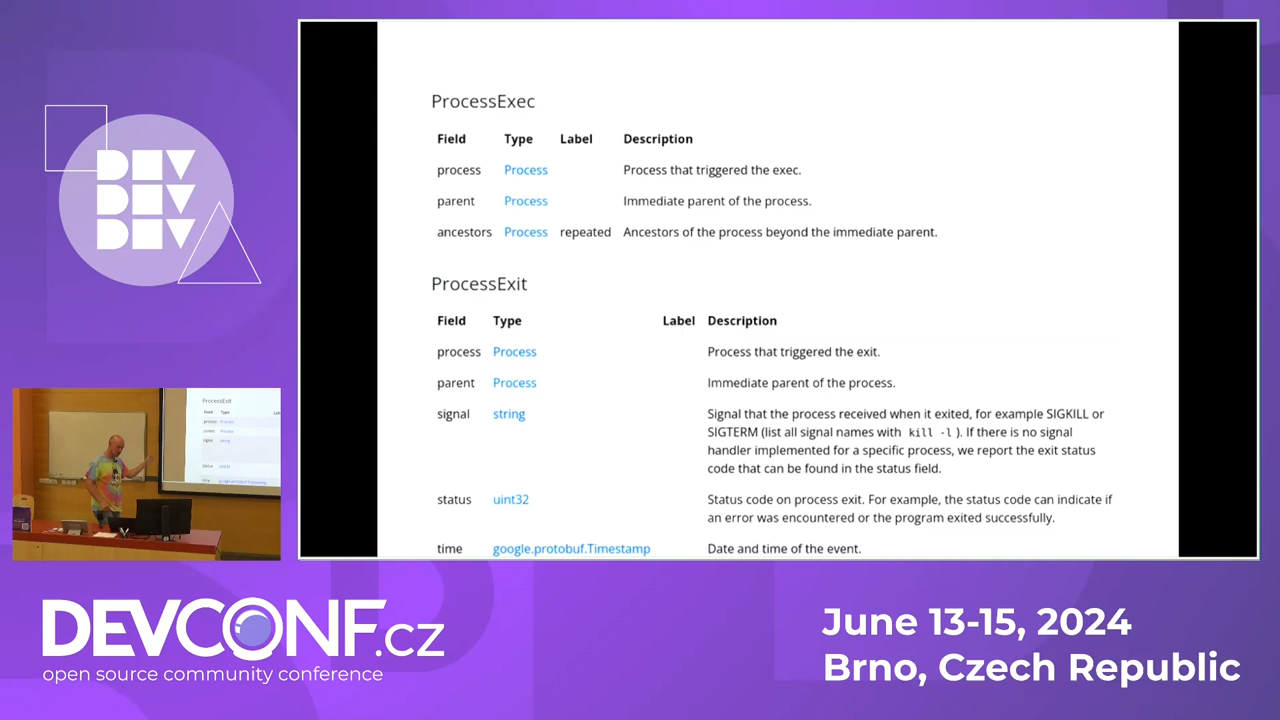 DEV
DEV
DEV
ProcessExec
Field Type Label Description
process Process Process that triggered the exec.
parent Process Immediate parent of the process.
ancestors Process repeated Ancestors of the process beyond the immediate parent.
ProcessExit
Field Type Label Description
process Process Process that triggered the exit.
parent Process Immediate parent of the process.
signal string Signal that the process received when it exited, for example SIGKILL or
SIGTERM (list all signal names with kill -l ). If there is no signal
handler implemented for a specific process, we report the exit status
code that can be found in the status field.
status uint32 Status code on process exit. For example, the status code can indicate if
an error was encountered or the program exited successfully.
time google.protobuf.Timestamp Date and time of the event.
ProcessExit
DEVCONF.cz
open source community conference
June 13-15, 2024
Brno, Czech Republic